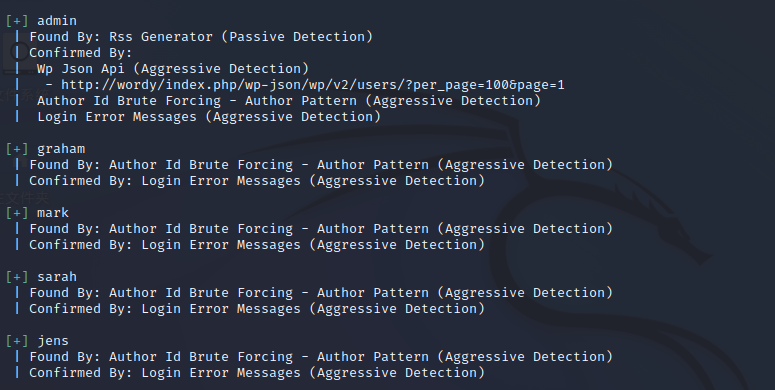 [+] admin
| Found By: Rss Generator (Passive Detection)
| Confirmed By:
|  Wp Json Api (Aggressive Detection)
|   - http://wordy/index.php/wp-json/wp/v2/users/?per_page=100&page=1
|  Author Id Brute Forcing - Author Pattern (Aggressive Detection)
|  Login Error Messages (Aggressive Detection)
[+] graham
| Found By: Author Id Brute Forcing - Author Pattern (Aggressive Detection)
| Confirmed By: Login Error Messages (Aggressive Detection)
[+] mark
| Found By: Author Id Brute Forcing - Author Pattern (Aggressive Detection)
| Confirmed By: Login Error Messages (Aggressive Detection)
[+] sarah
| Found By: Author Id Brute Forcing - Author Pattern (Aggressive Detection)
| Confirmed By: Login Error Messages (Aggressive Detection)
[+] jens
| Found By: Author Id Brute Forcing - Author Pattern (Aggressive Detection)
| Confirmed By: Login Error Messages (Aggressive Detection)